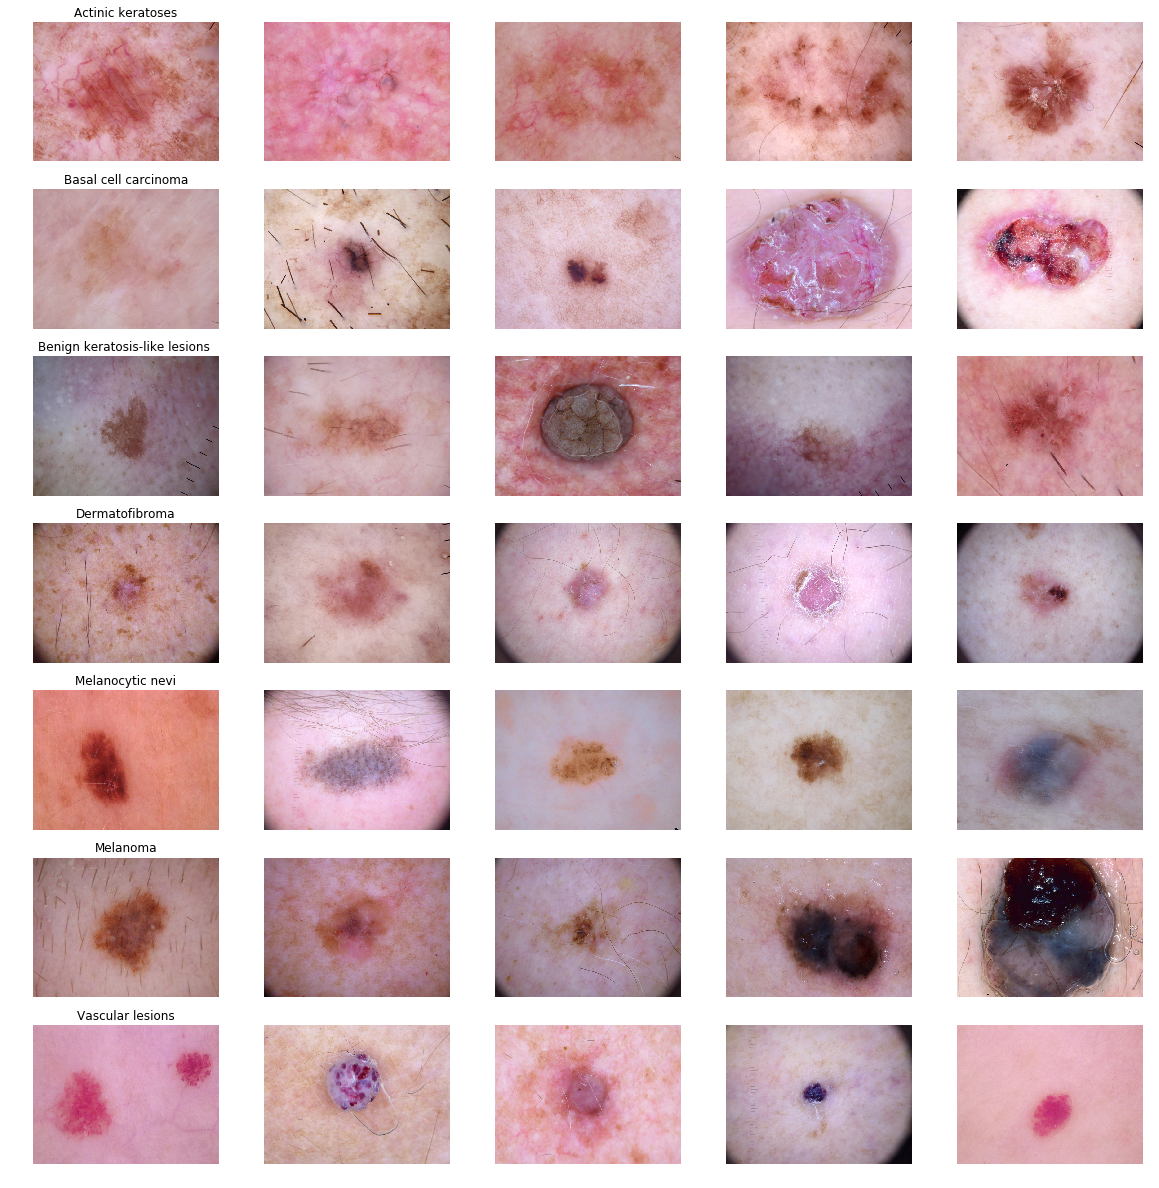 Actinic keratoses
Basal cell carcinoma
Benign keratosis-like lesions
Dermatofibroma
Melanocytic nevi
Melanoma
Vascular lesions